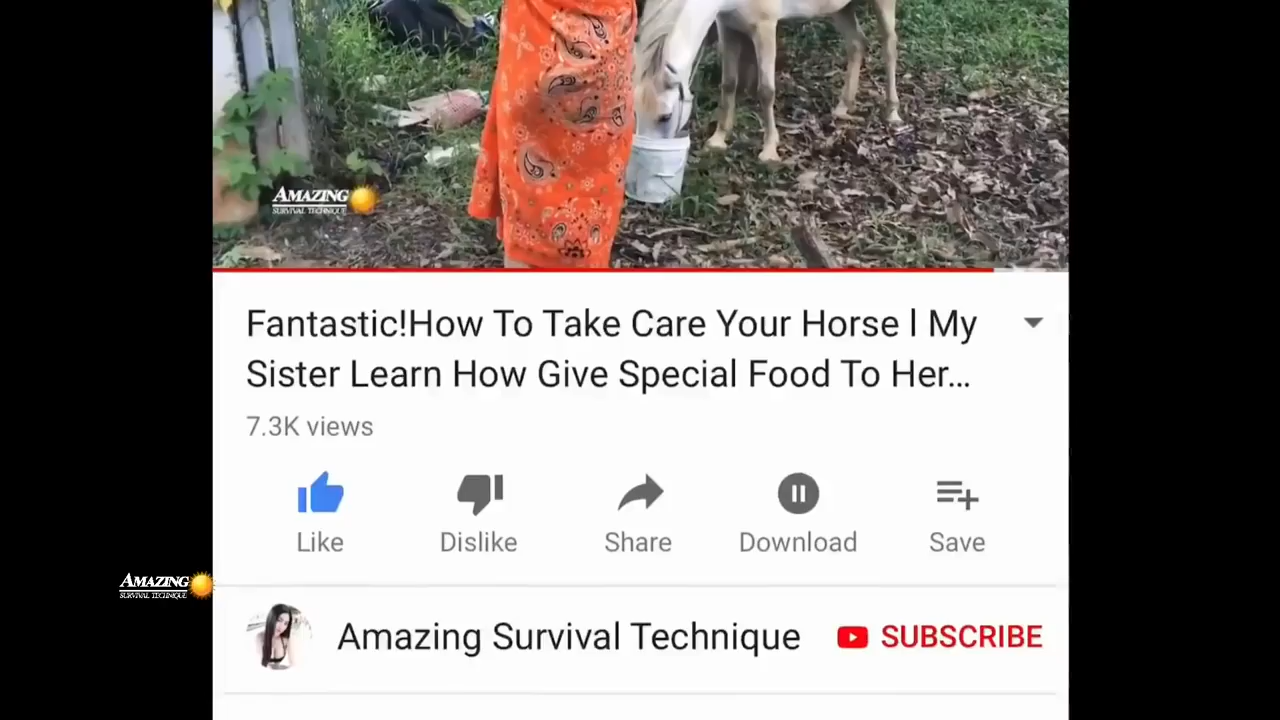 AMAZING
SURVIVAL TECHNIQUE
Fantastic!How To Take Care Your Horse l My
Sister Learn How Give Special Food To Her...
7.3K views
Like
Dislike
Share
Download
Save
AMAZING
SURVIVAL TECHNIQUE
Amazing Survival Technique
SUBSCRIBE